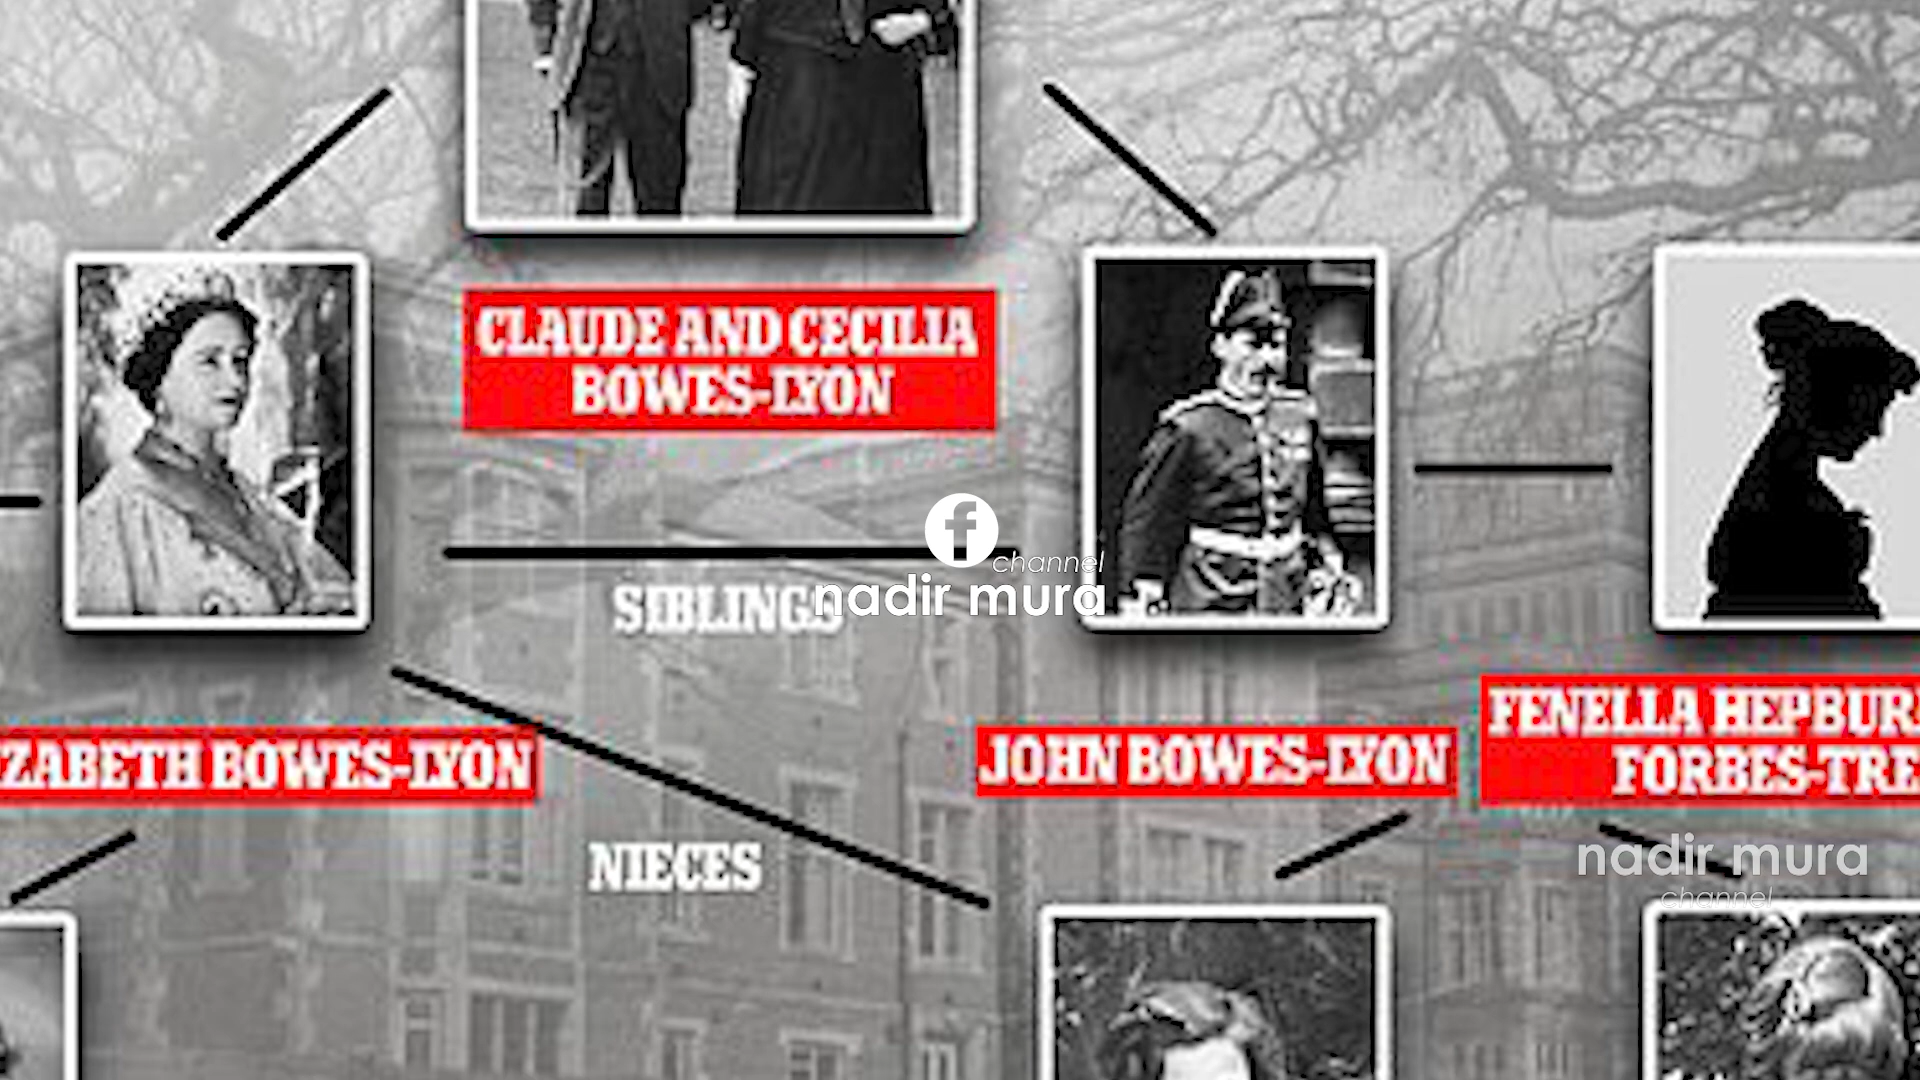 CLAUDE AND CECILIA
BOWES-LYON
channel
nadir mura
SIBLINGS
ZABETH BOWES-LYON
JOHN BOWES-LYON
FENELLA HEPBUR
FORBES-TRE
NIECES
nadir mura
channel